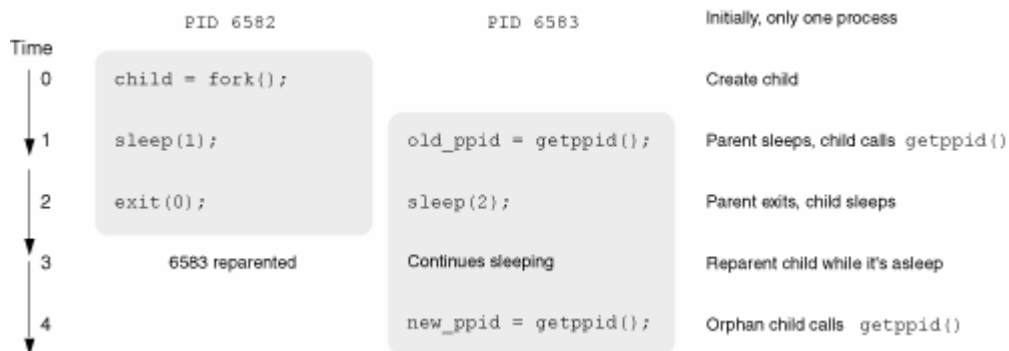 PID 6582 PID 6583 Initially, only one process
Time
0 child = fork(); Create child
1 sleep(1); old_ppid = getppid(); Parent sleeps, child calls getppid()
2 exit(0); sleep(2); Parent exits, child sleeps
3 6583 reparented Continues sleeping Reparent child while it's asleep
4 new_ppid = getppid(); Orphan child calls getppid()